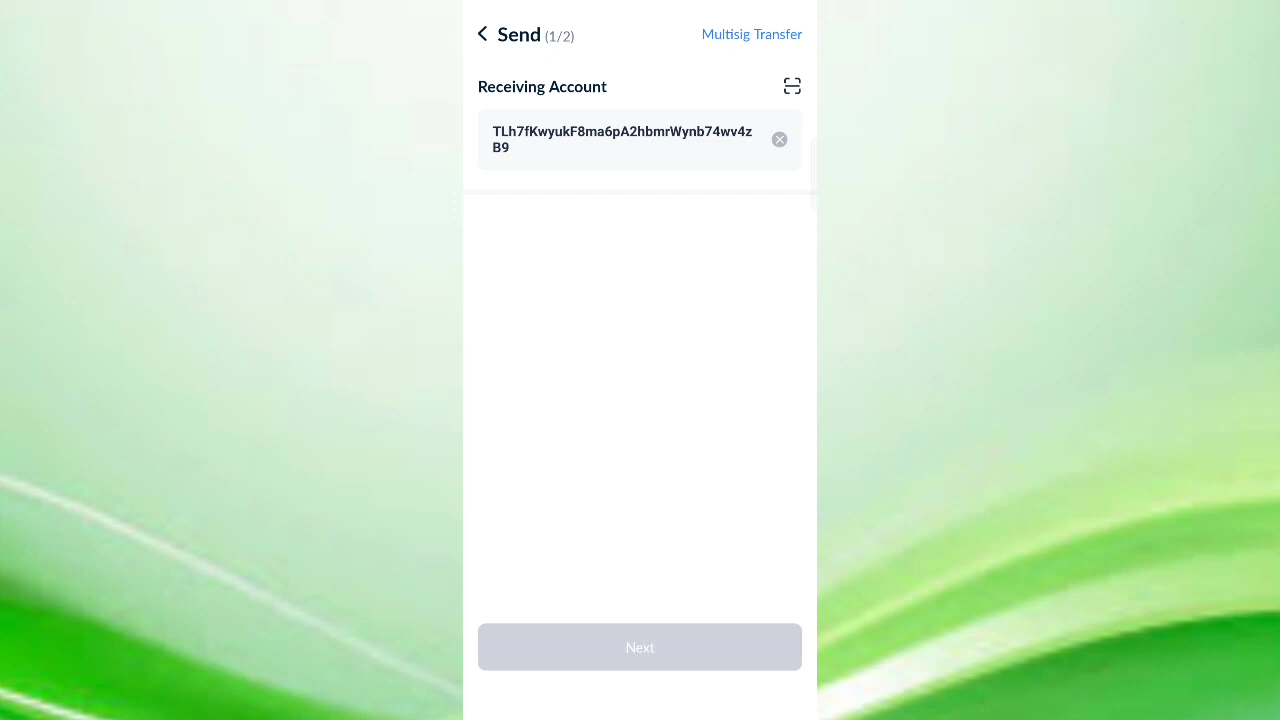 Send (1/2)
Multisig Transfer
Receiving Account
TLh7fKwyukF8ma6pA2hbmrWynb74wv4z
B9
Next